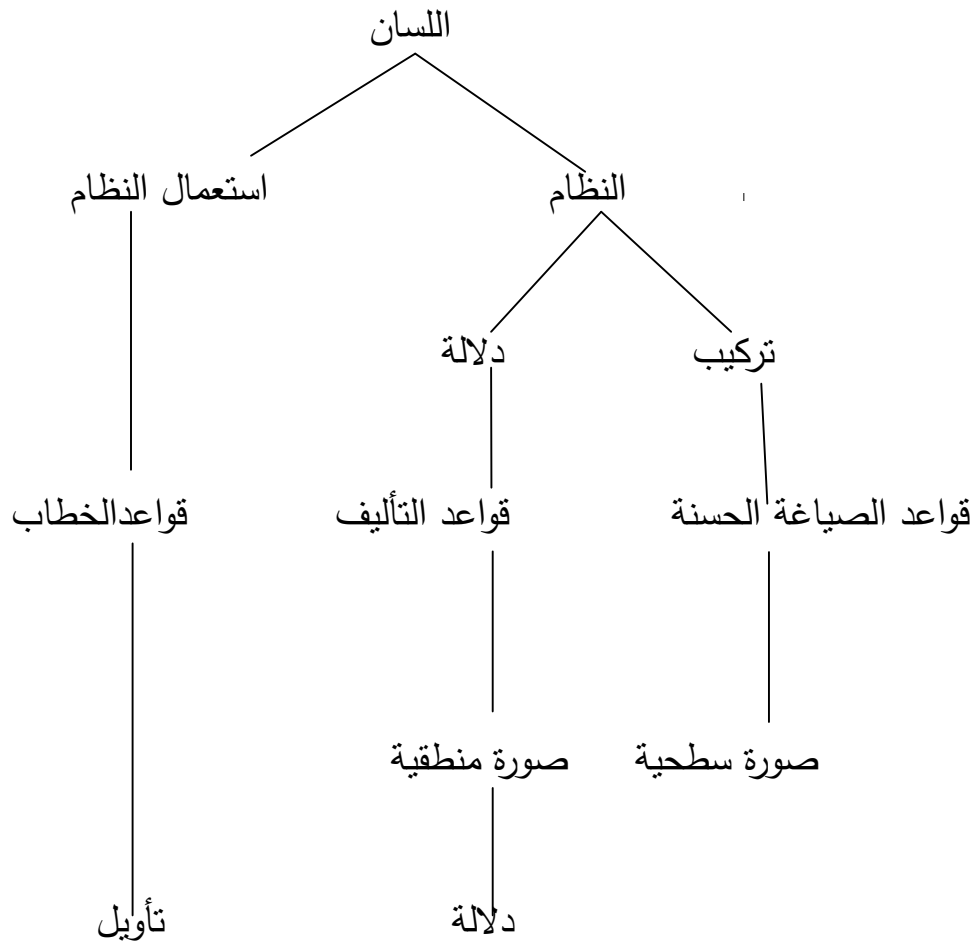 اللسان
النظام استعمال النظام
تركيب دلالة
قواعد الصياغة الحسنة قواعد التأليف قواعدالخطاب
صورة سطحية صورة منطقية
دلالة تأويل